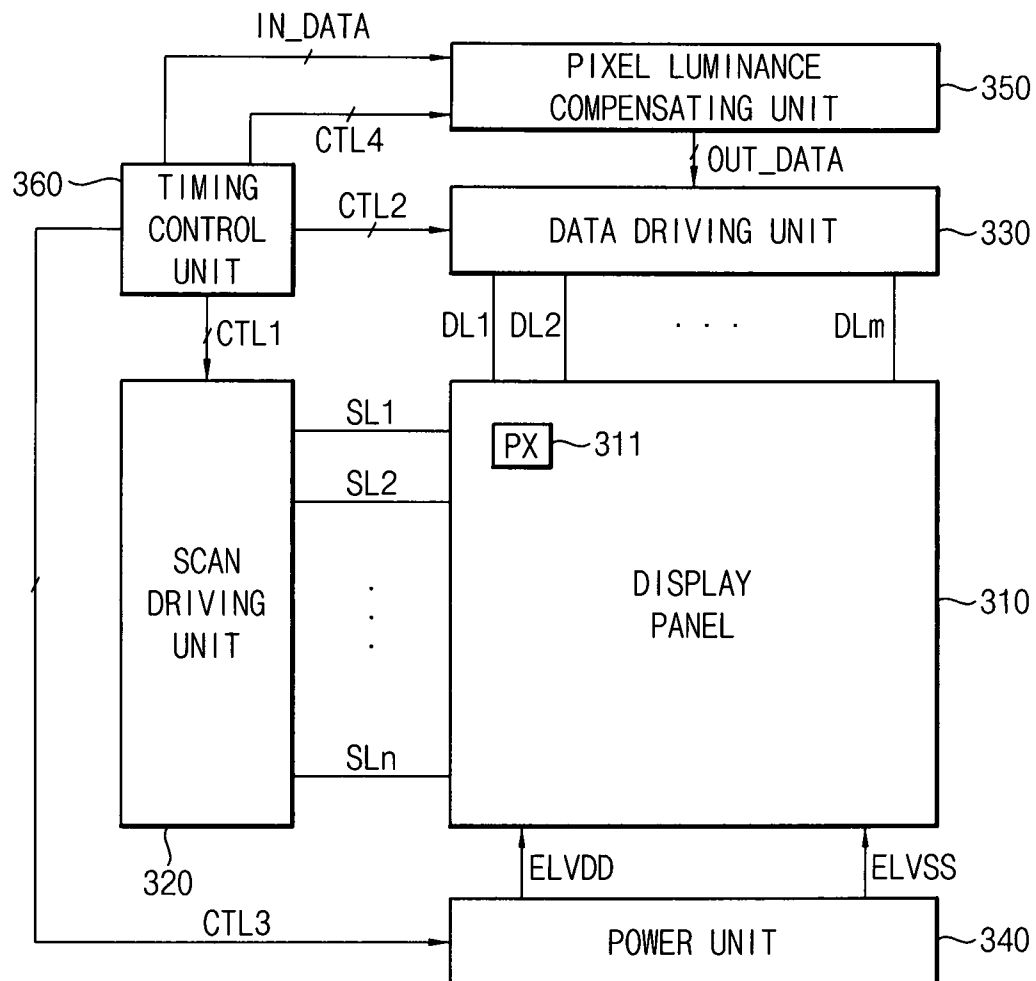 IN_DATA
PIXEL LUMINANCE
COMPENSATING UNIT
350
CTL4
OUT_DATA
360
TIMING
CONTROL
UNIT
CTL2
DATA DRIVING UNIT
330
CTL1
DL1
DL2
. . .
DLm
SL1
PX
311
SL2
SCAN
DRIVING
UNIT
.
.
.
DISPLAY
PANEL
310
SLn
320
ELVDD
ELVSS
CTL3
POWER UNIT
340